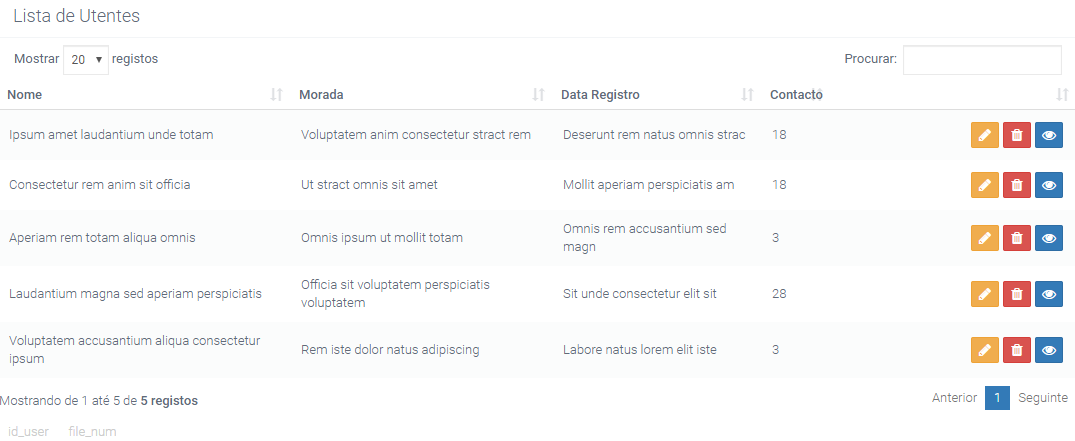 Lista de Utentes
Mostrar 20 registos Procurar:
Nome Morada Data Registro Contacto
Ipsum amet laudantium unde totam Voluptatem anim consectetur stract rem Deserunt rem natus omnis strac 18
Consectetur rem anim sit officia Ut stract omnis sit amet Mollit aperiam perspiciatis am 18
Aperiam rem totam aliqua omnis Omnis ipsum ut mollit totam Omnis rem accusantium sed magn 3
Laudantium magna sed aperiam perspiciatis Officia sit voluptatem perspiciatis voluptatem Sit unde consectetur elit sit 28
Voluptatem accusantium aliqua consectetur ipsum Rem iste dolor natus adipiscing Labore natus lorem elit iste 3
Mostrando de 1 até 5 de 5 registos Anterior 1 Seguinte
id_user file_num